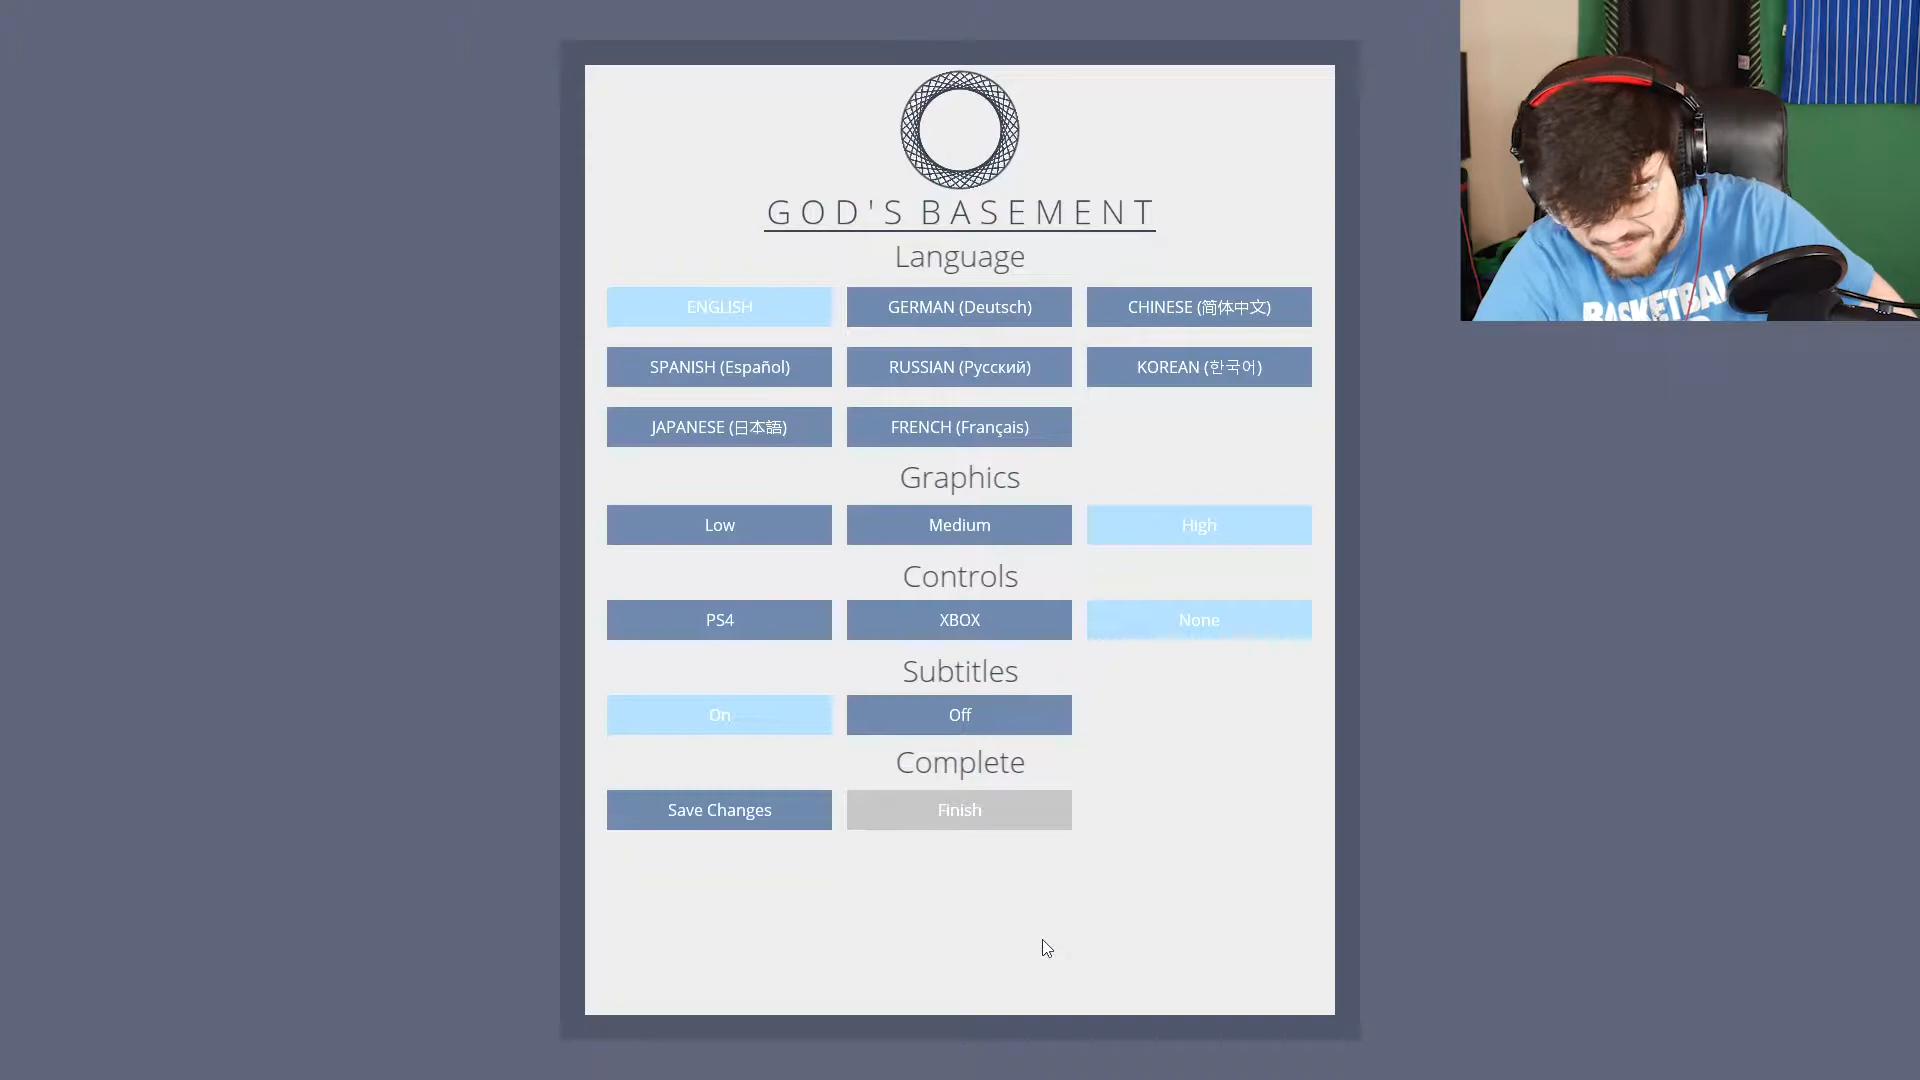 GOD'S BASEMENT
Language
ENGLISH
GERMAN (Deutsch)
CHINESE (简体中文)
SPANISH (Español)
RUSSIAN (Русский)
KOREAN (한국어)
JAPANESE (日本語)
FRENCH (Français)
Graphics
Low
Medium
High
Controls
PS4
XBOX
None
Subtitles
On
Off
Complete
Save Changes
Finish
BASKETBALL